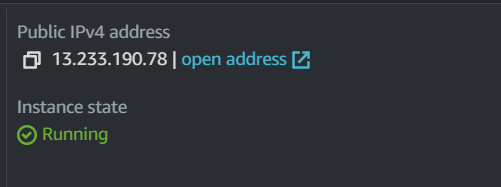 Public IPv4 address
13.233.190.78 | open address
Instance state
Running